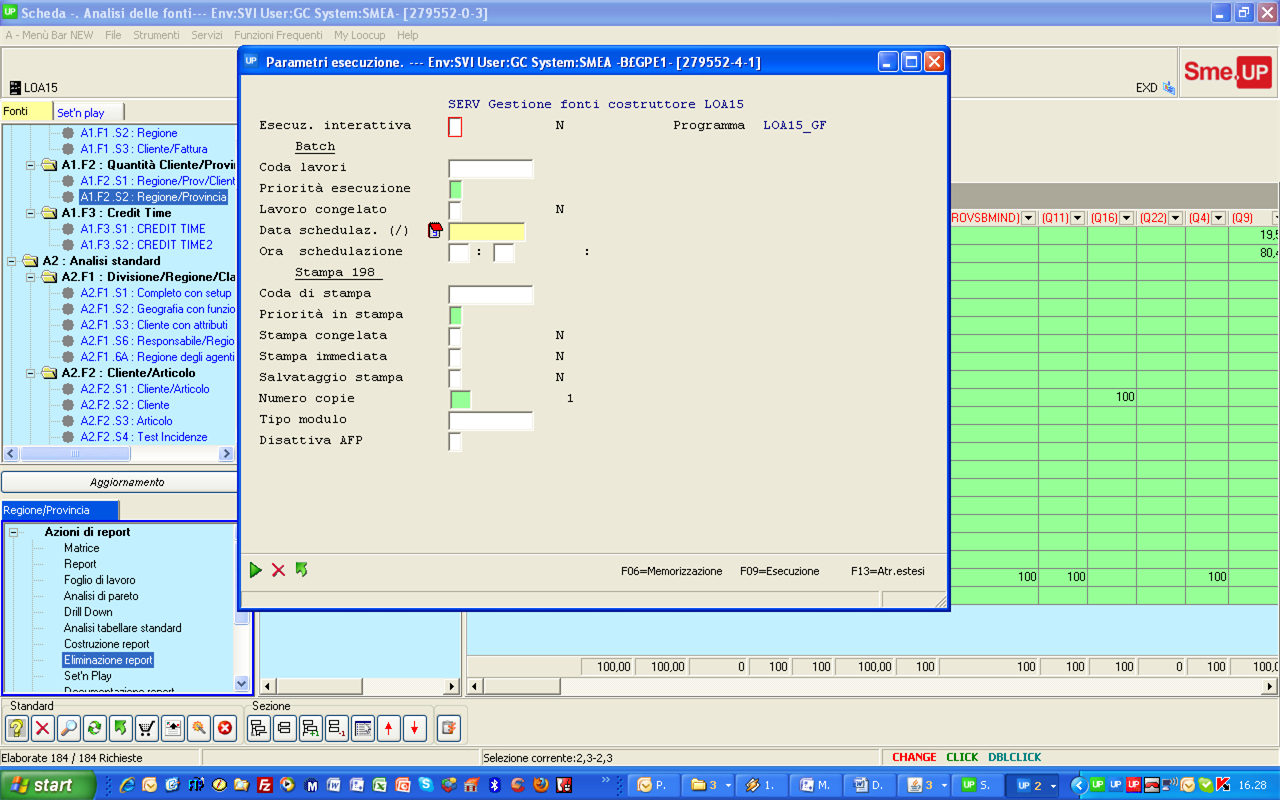 UP Scheda -. Analisi delle fonti--- Env:SVI User:GC System:SMEA- [279552-0-3]
A - Menù Bar NEW File Strumenti Servizi Funzioni Frequenti My Loocup Help
LOA15
EXD
Sme.UP
Fonti Set'n play
A1.F1 .S2 : Regione
A1.F1 .S3 : Cliente/Fattura
A1.F2 : Quantità Cliente/Provi
A1.F2 .S1 : Regione/Prov/Client
A1.F2 .S2 : Regione/Provincia
A1.F3 : Credit Time
A1.F3 .S1 : CREDIT TIME
A1.F3 .S2 : CREDIT TIME2
A2 : Analisi standard
A2.F1 : Divisione/Regione/Cla
A2.F1 .S1 : Completo con setup
A2.F1 .S2 : Geografia con funzio
A2.F1 .S3 : Cliente con attributi
A2.F1 .S6 : Responsabile/Regio
A2.F1 .6A : Regione degli agenti
A2.F2 : Cliente/Articolo
A2.F2 .S1 : Cliente/Articolo
A2.F2 .S2 : Cliente
A2.F2 .S3 : Articolo
A2.F2 .S4 : Test Incidenze
Aggiornamento
Regione/Provincia
Azioni di report
Matrice
Report
Foglio di lavoro
Analisi di pareto
Drill Down
Analisi tabellare standard
Costruzione report
Eliminazione report
Set'n Play
Documentazione report
UP Parametri esecuzione. --- Env:SVI User:GC System:SMEA -B£GPE1- [279552-4-1]
SERV Gestione fonti costruttore LOA15
Esecuz. interattiva N Programma LOA15_GF
Batch
Coda lavori
Priorità esecuzione
Lavoro congelato N
Data schedulaz. (/)
Ora schedulazione : :
Stampa 198
Coda di stampa
Priorità in stampa
Stampa congelata N
Stampa immediata N
Salvataggio stampa N
Numero copie 1
Tipo modulo
Disattiva AFP
F06=Memorizzazione F09=Esecuzione F13=Atr.estesi
ROVSBMIND) (Q11) (Q16) (Q22) (Q4) (Q9)
19,5
80,4
100
100 100 100
100,00 100,00 0 100 100 100,00 100 100 100 0 100 100,0
Standard Sezione
Elaborate 184 / 184 Richieste Selezione corrente:2,3-2,3 CHANGE CLICK DBLCLICK
start P. 3 1. M. D. 3 UP S. UP 2 16.28